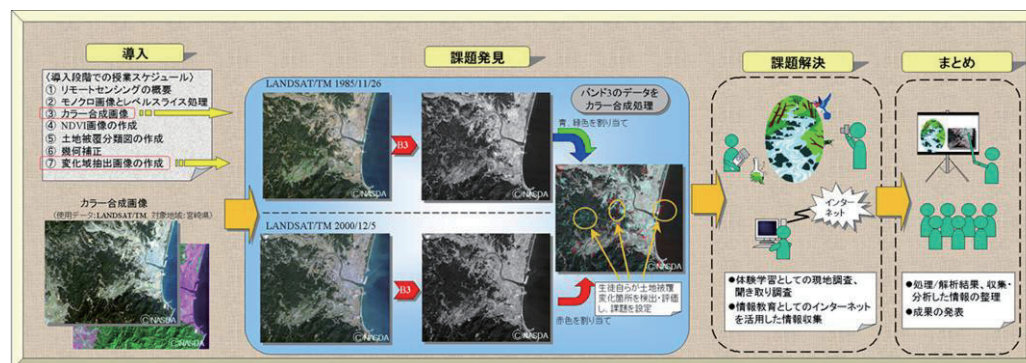 導入
〈導入段階での授業スケジュール〉
① リモートセンシングの概要
② モノクロ画像とレベルスライス処理
③ カラー合成画像
④ NDVI画像の作成
⑤ 土地被覆分類図の作成
⑥ 幾何補正
⑦ 変化域抽出画像の作成
カラー合成画像
(使用データ:LANDSAT/TM, 対象地域:宮崎県)
©NASDA
©NASDA
課題発見
LANDSAT/TM 1985/11/26
©NASDA
B3
©NASDA
LANDSAT/TM 2000/12/5
©NASDA
B3
©NASDA
バンド3のデータを
カラー合成処理
青、緑色を割り当て
©NASDA
生徒自らが土地被覆
変化箇所を検出・評価
し、課題を設定
赤色を割り当て
課題解決
インター
ネット
●体験学習としての現地調査、
聞き取り調査
●情報教育としてのインターネット
を活用した情報収集
まとめ
●処理/解析結果、収集・
分析した情報の整理
●成果の発表